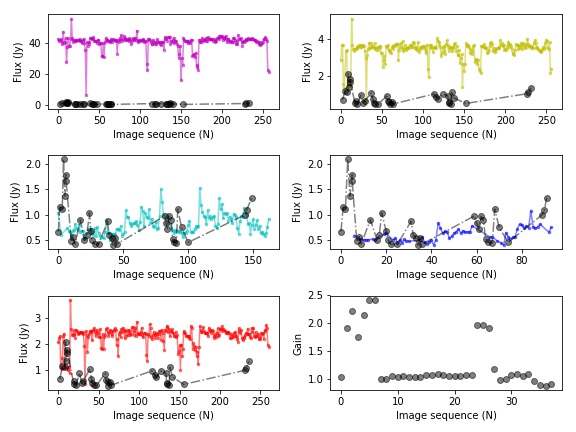 Flux (Jy)
40
20
0
0 50 100 150 200 250
Image sequence (N)
Flux (Jy)
4
2
0 50 100 150 200 250
Image sequence (N)
Flux (Jy)
2.0
1.5
1.0
0.5
0 50 100 150
Image sequence (N)
Flux (Jy)
2.0
1.5
1.0
0.5
0 20 40 60 80
Image sequence (N)
Flux (Jy)
3
2
1
0 50 100 150 200 250
Image sequence (N)
Gain
2.5
2.0
1.5
1.0
0 10 20 30
Image sequence (N)